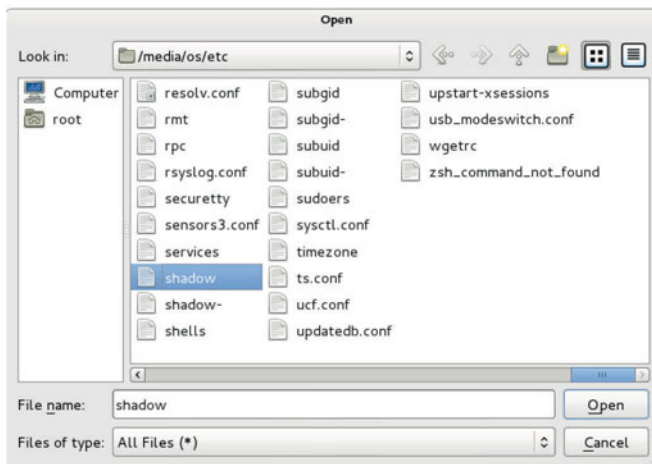 Open
Look in: /media/os/etc
Computer
root
resolv.conf subgid upstart-xsessions
rmt subgid- usb_modeswitch.conf
rpc subuid wgetrc
rsyslog.conf subuid- zsh_command_not_found
securetty sudoers
sensors3.conf sysctl.conf
services timezone
shadow ts.conf
shadow- ucf.conf
shells updatedb.conf
File name: shadow Open
Files of type: All Files (*) Cancel